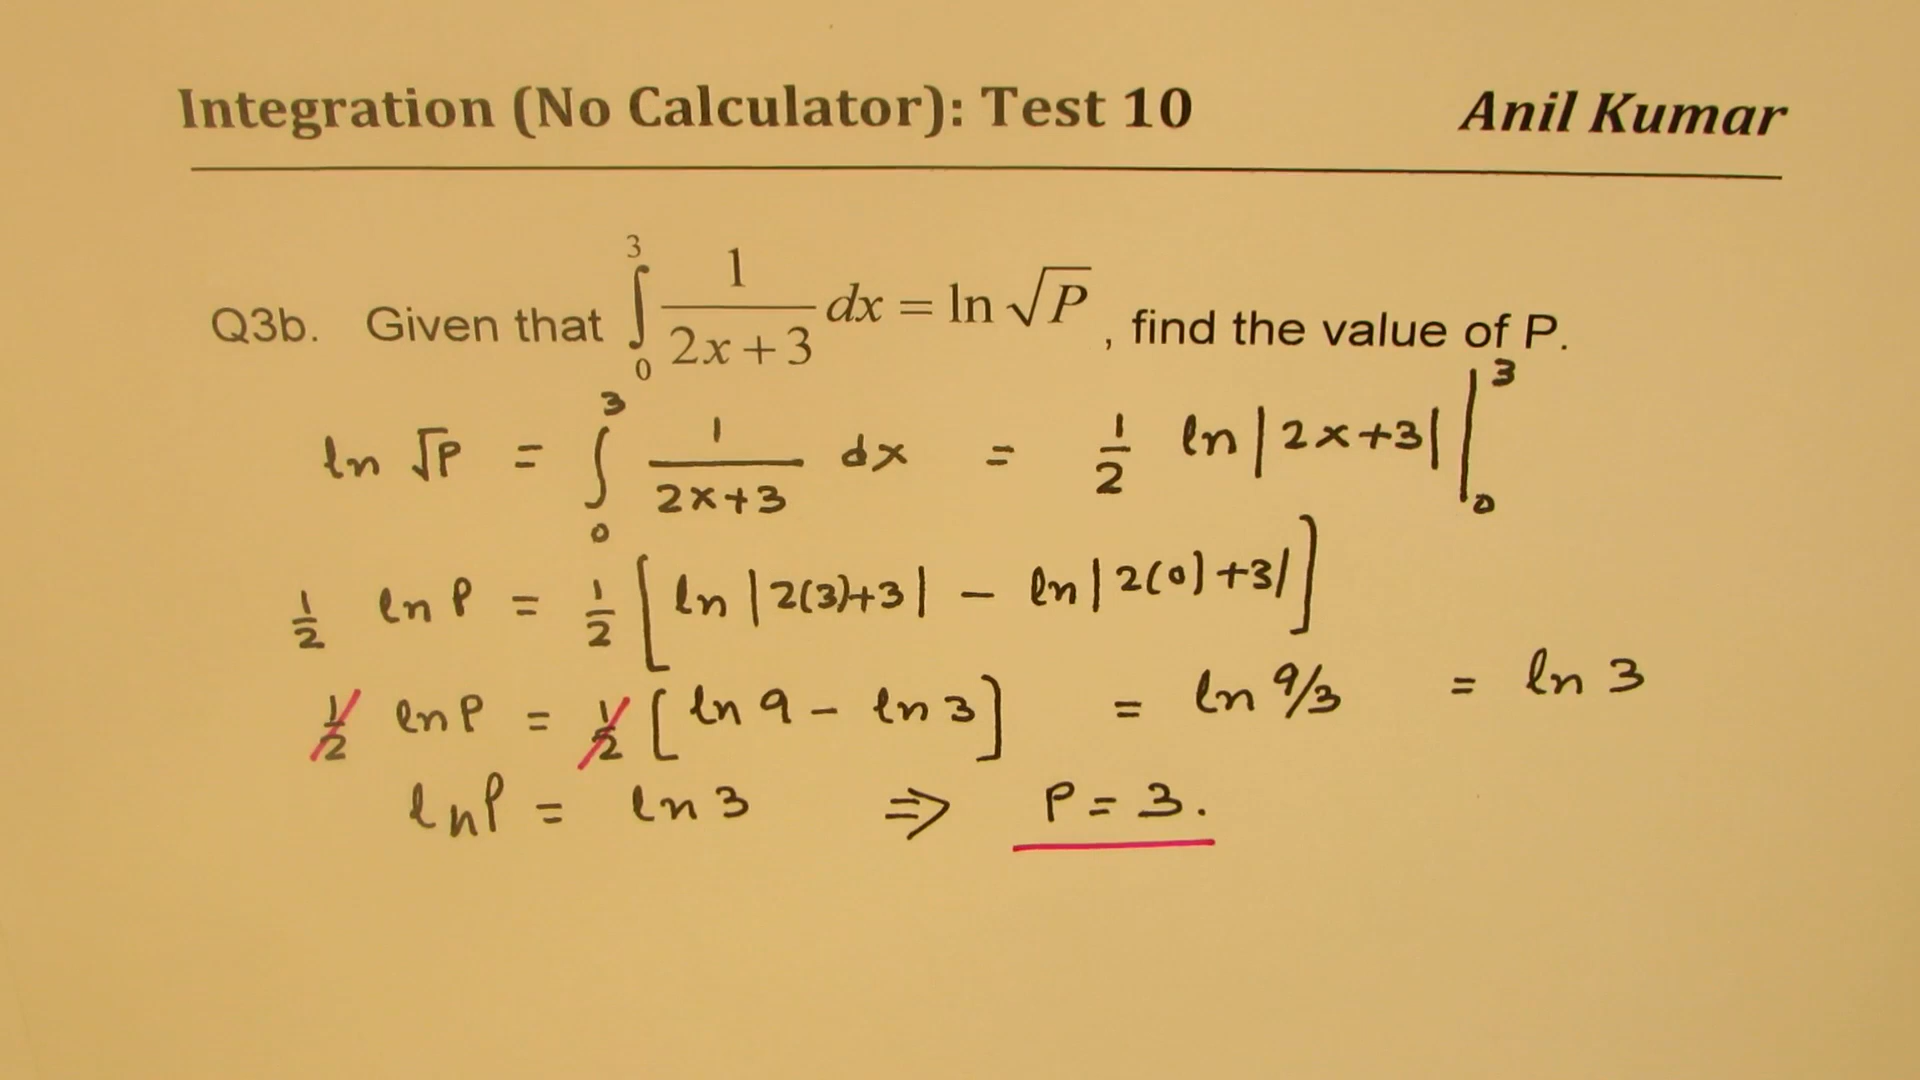 Integration (No Calculator): Test 10 Anil Kumar
Q3b. Given that ∫₀³ 1/(2x+3) dx = ln √P , find the value of P.
ln √P = ∫₀³ 1/(2x+3) dx = 1/2 ln |2x+3| |₀³
1/2 ln P = 1/2 [ln |2(3)+3| – ln |2(0)+3|]
1/2 ln P = 1/2 [ln 9 – ln 3] = ln 9/3 = ln 3
ln P = ln 3 ⇒ P = 3.